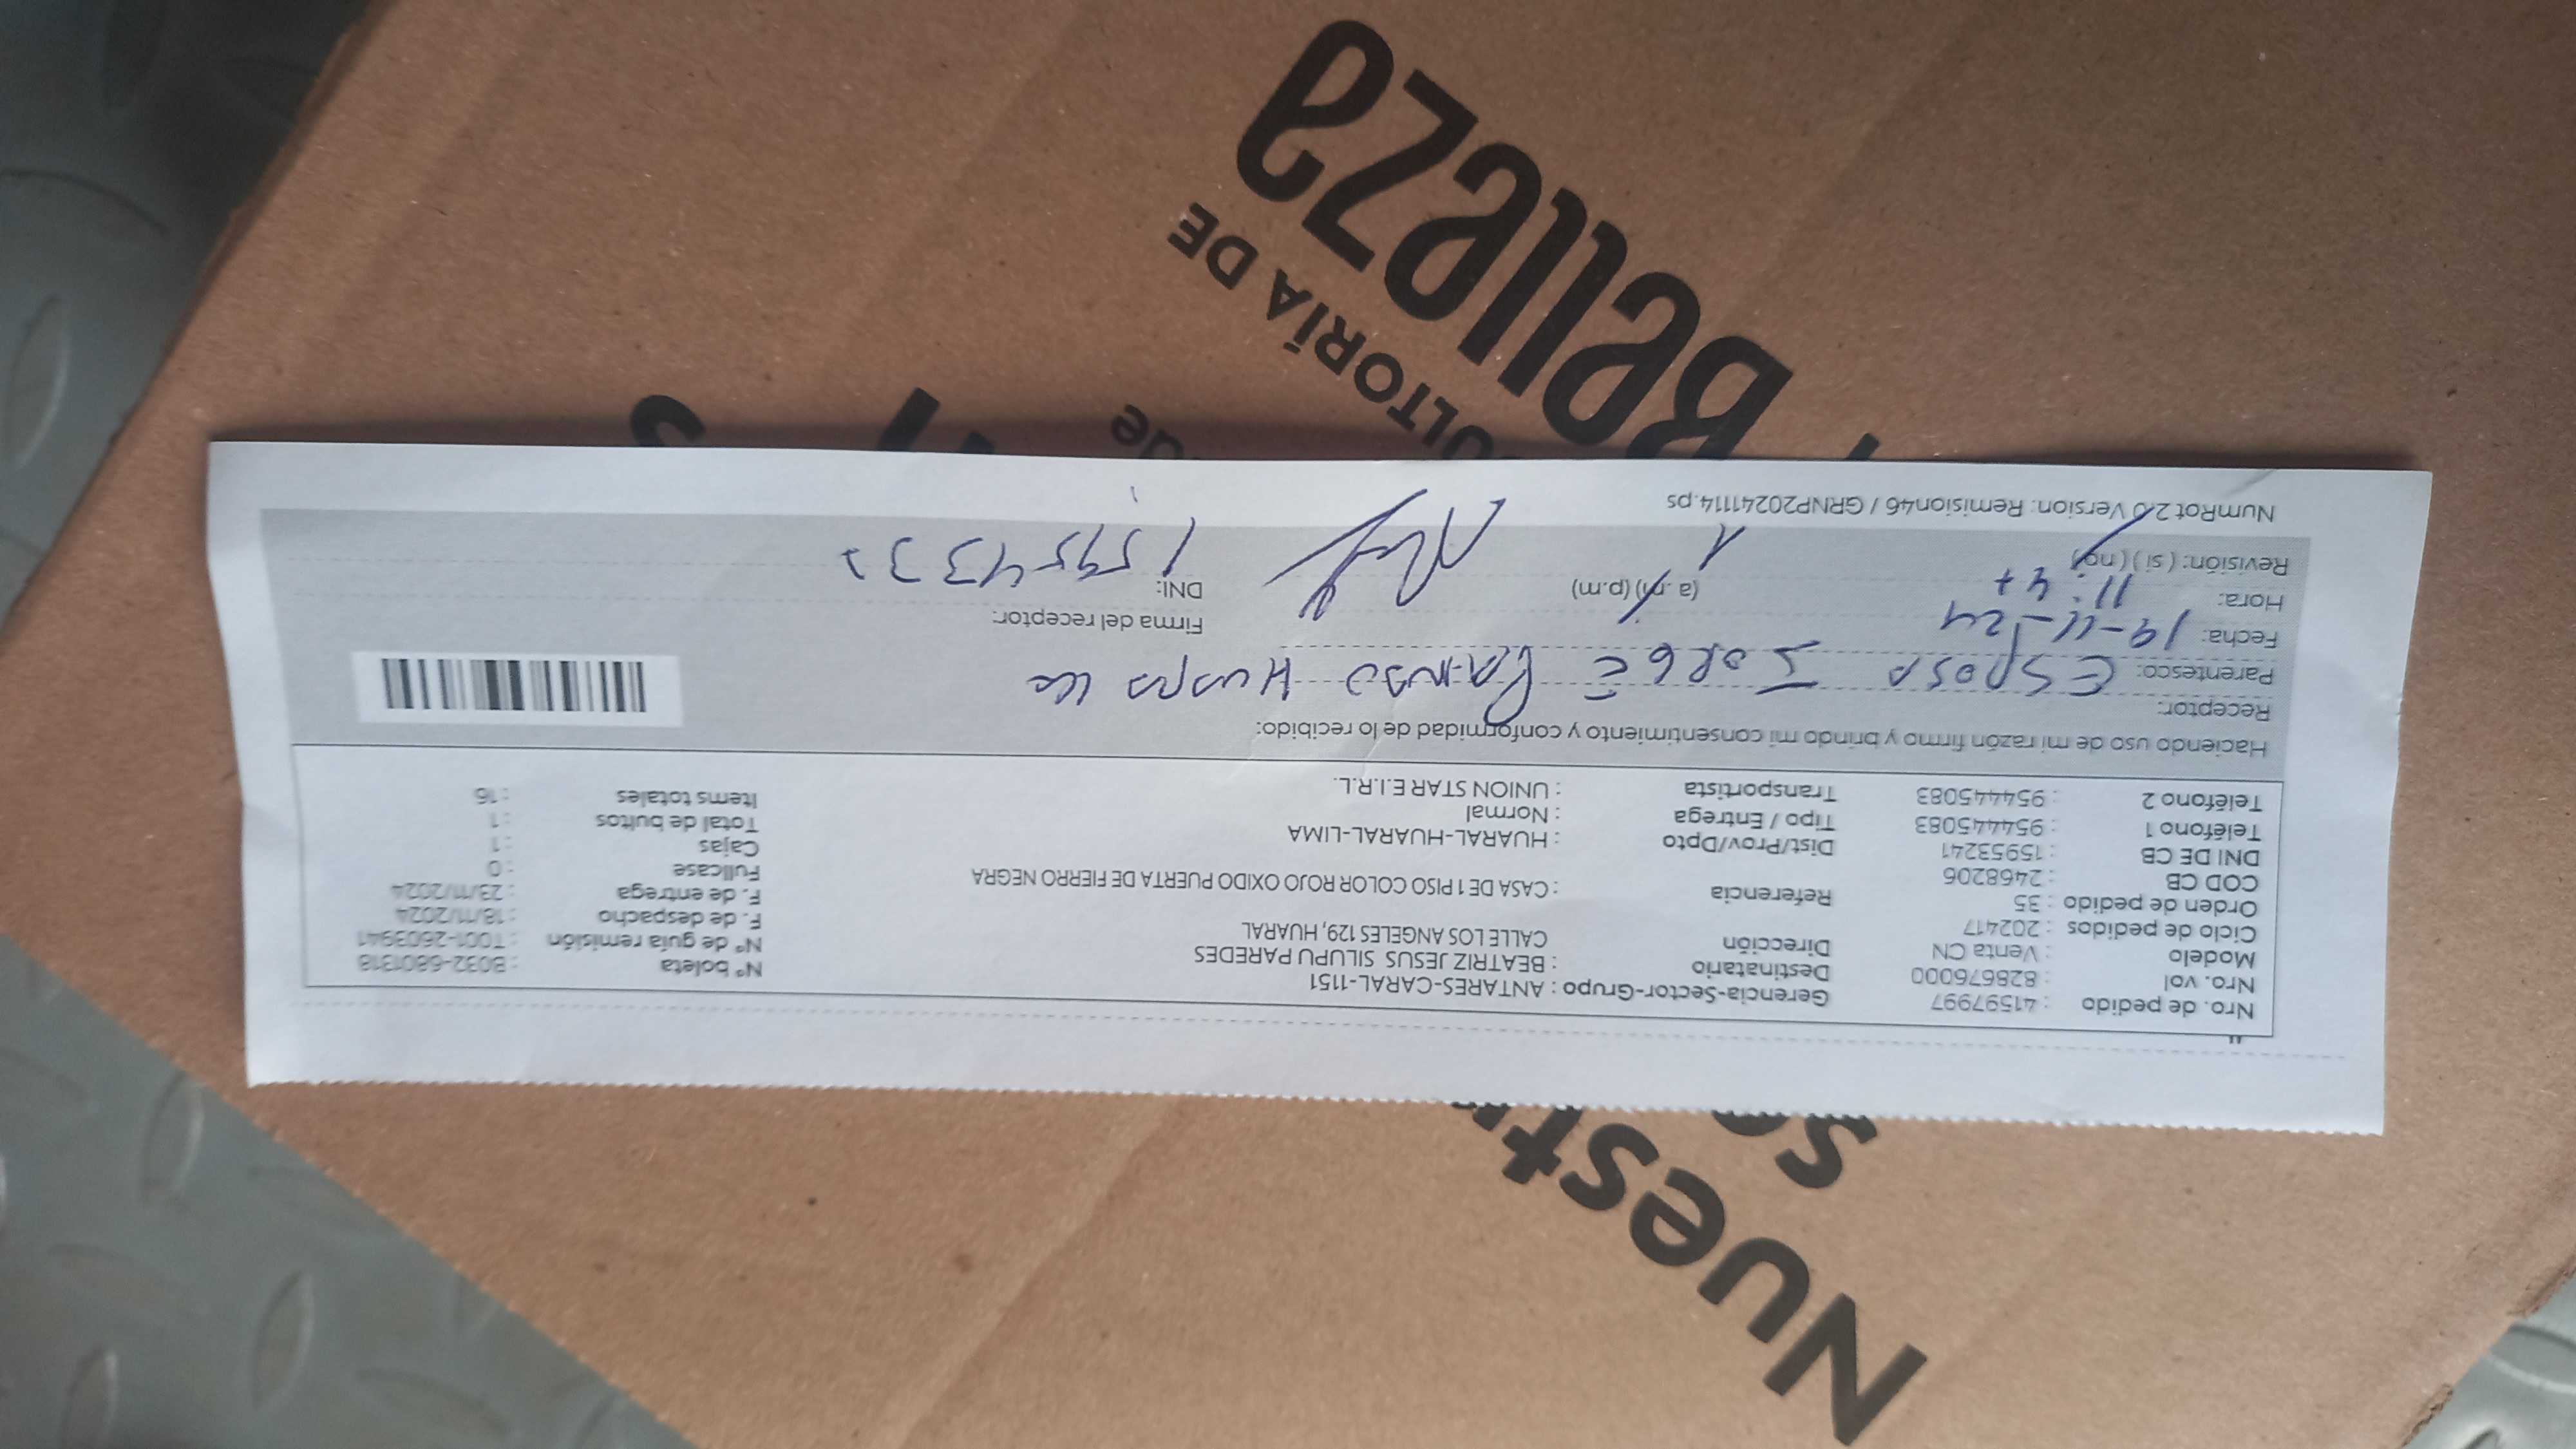 Nro. de pedido : 41597997
Nro. vol : 828676000
Modelo : Venta CN
Ciclo de pedidos : 202417
Orden de pedido : 35
COD CB : 2468206
DNI DE CB : 15953241
Teléfono 1 : 954445083
Teléfono 2 : 954445083
Gerencia-Sector-Grupo : ANTARES-CARAL-1151
Destinatario : BEATRIZ JESUS SILUPU PAREDES
Dirección CALLE LOS ANGELES 129, HUARAL
Referencia : CASA DE 1 PISO COLOR ROJO OXIDO PUERTA DE FIERRO NEGRA
Dist/Prov/Dpto : HUARAL-HUARAL-LIMA
Tipo / Entrega : Normal
Transportista : UNION STAR E.I.R.L.
N° boleta : B032-6801318
N° de guía remisión : T001-2603941
F. de despacho : 18/11/2024
F. de entrega : 23/11/2024
Fullcase : 0
Cajas : 1
Total de bultos : 1
Items totales : 16
Haciendo uso de mi razón firmo y brindo mi consentimiento y conformidad de lo recibido:
Receptor:
Parentesco: ESPOSO JORGE
Fecha: 19-11-24
Hora: 11:47 (a.m) (p.m)
Revisión: (si) (no)
Firma del receptor:
DNI:
NumRot 2.0 Version: Remision46 / GRNP20241114.ps
Nuest
ULTORÍA DE
Belleza
de